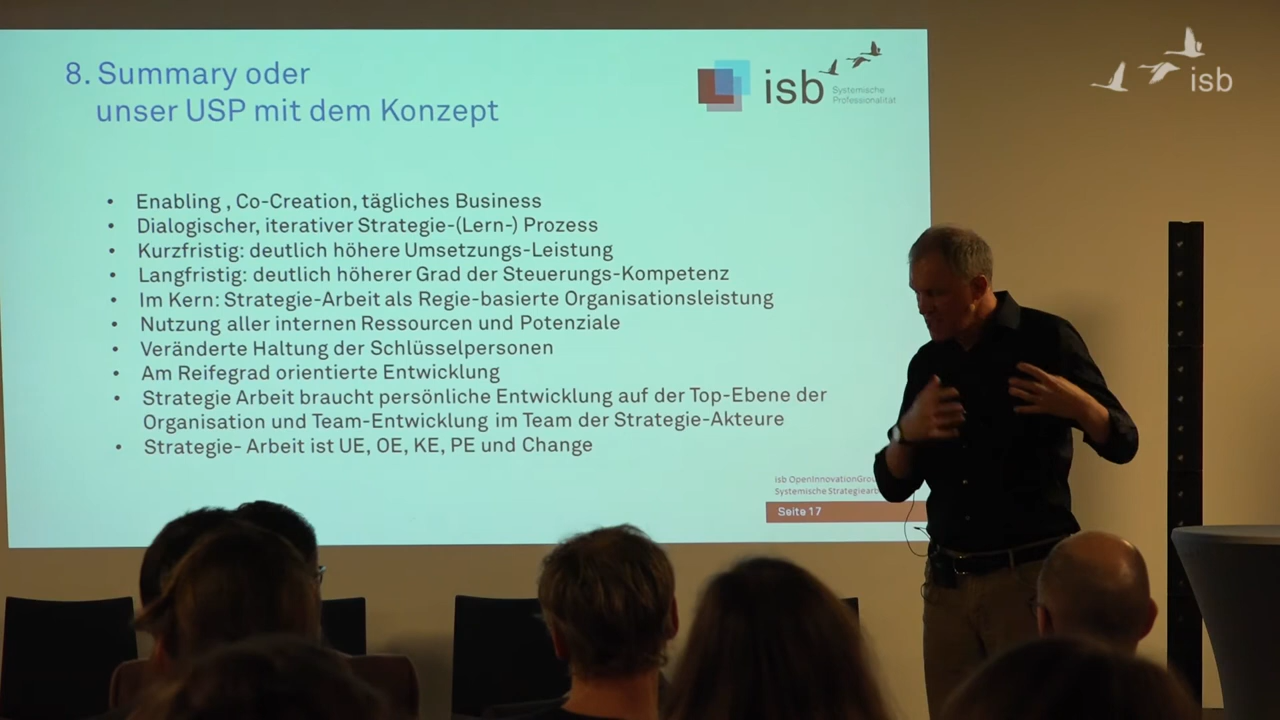 8. Summary oder
unser USP mit dem Konzept
isb
Systemische
Professionalität
isb
• Enabling , Co-Creation, tägliches Business
• Dialogischer, iterativer Strategie-(Lern-) Prozess
• Kurzfristig: deutlich höhere Umsetzungs-Leistung
• Langfristig: deutlich höherer Grad der Steuerungs-Kompetenz
• Im Kern: Strategie-Arbeit als Regie-basierte Organisationsleistung
• Nutzung aller internen Ressourcen und Potenziale
• Veränderte Haltung der Schlüsselpersonen
• Am Reifegrad orientierte Entwicklung
• Strategie Arbeit braucht persönliche Entwicklung auf der Top-Ebene der
Organisation und Team-Entwicklung im Team der Strategie-Akteure
• Strategie- Arbeit ist UE, OE, KE, PE und Change
isb
Systemische
Seite 17